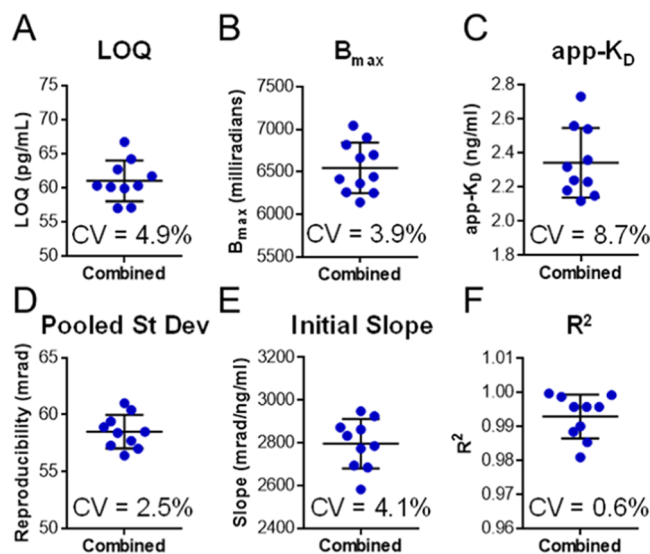 A
LOQ
LOQ (pg/mL)
75
70
65
60
55
50
CV = 4.9%
Combined
B
Bmax
Bmax (milliradians)
7500
7000
6500
6000
5500
CV = 3.9%
Combined
C
app-KD
app-KD (ng/ml)
2.8
2.6
2.4
2.2
2.0
1.8
CV = 8.7%
Combined
D
Pooled St Dev
Reproducibility (mrad)
65
60
55
50
CV = 2.5%
Combined
E
Initial Slope
Slope (mrad/ng/ml)
3200
3000
2800
2600
2400
CV = 4.1%
Combined
F
R²
R²
1.01
1.00
0.99
0.98
0.97
0.96
CV = 0.6%
Combined